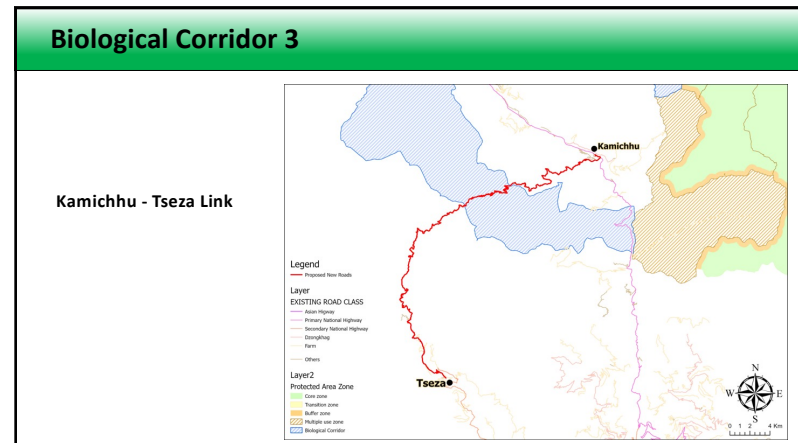 Biological Corridor 3
Kamichhu - Tseza Link
Kamichhu
Tseza
Legend
Proposed New Roads
Layer
EXISTING ROAD CLASS
Asian Higway
Primary National Highway
Secondary National Highway
Dzongkhag
Farm
Others
Layer2
Protected Area Zone
Core zone
Transition zone
Buffer zone
Multiple use zone
Biological Corridor
N
W E
S
0 1 2 4 Km